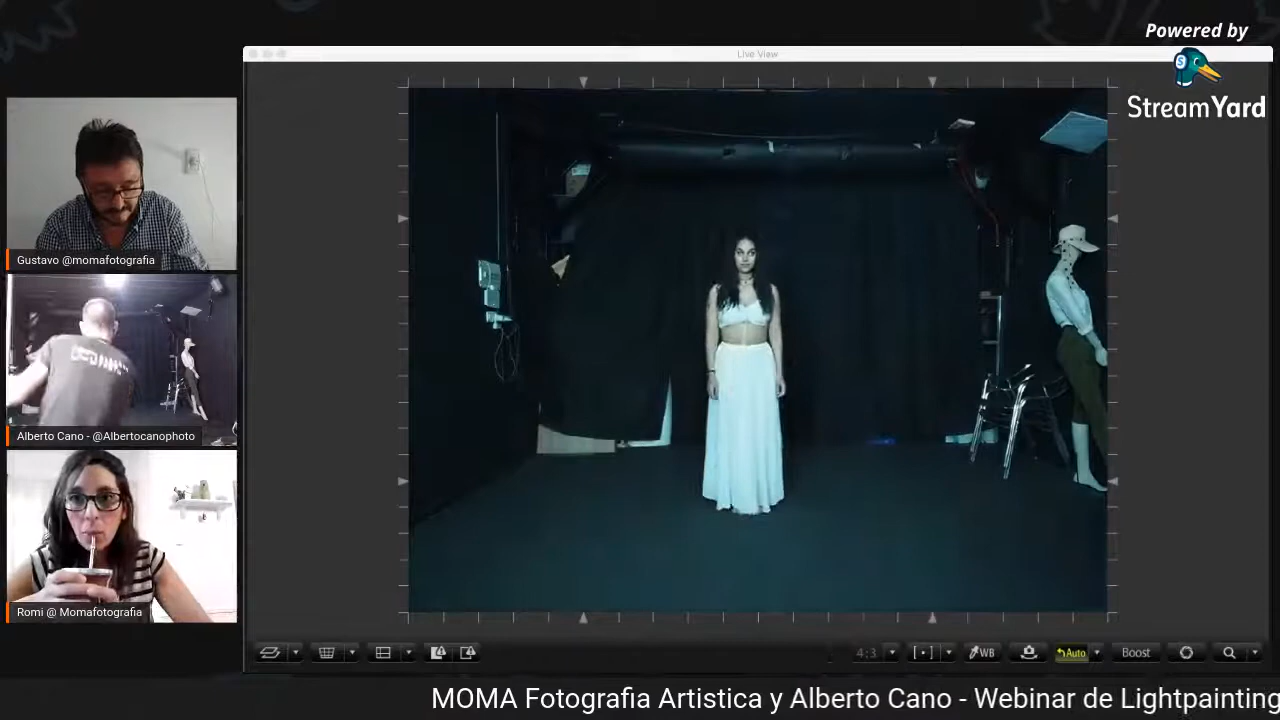 Powered by
StreamYard
Live View
Gustavo @momafotografia
Alberto Cano - @Albertocanophoto
Romi @ Momafotografia
4:3
WB
Auto
Boost
MOMA Fotografia Artistica y Alberto Cano - Webinar de Lightpainting